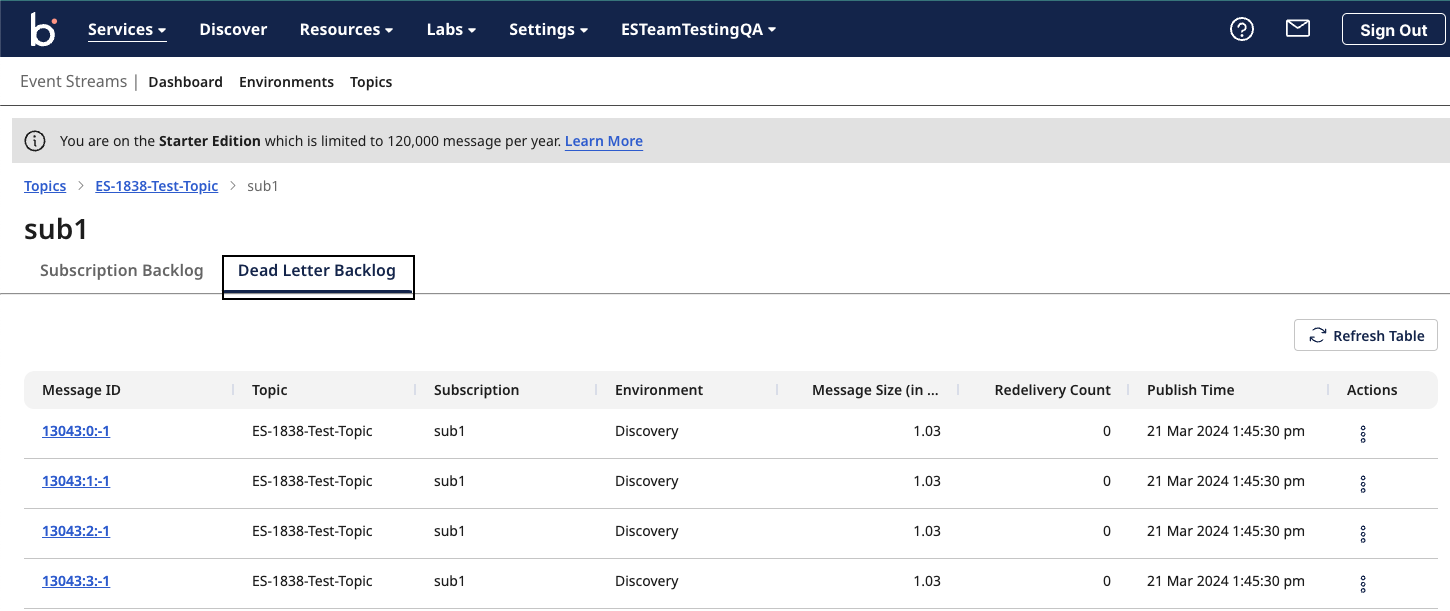 b Services Discover Resources Labs Settings ESTeamTestingQA Sign Out
Event Streams | Dashboard Environments Topics
You are on the Starter Edition which is limited to 120,000 message per year. Learn More
Topics > ES-1838-Test-Topic > sub1
sub1
Subscription Backlog Dead Letter Backlog
Refresh Table
Message ID Topic Subscription Environment Message Size (in ... Redelivery Count Publish Time Actions
13043:0:-1 ES-1838-Test-Topic sub1 Discovery 1.03 0 21 Mar 2024 1:45:30 pm
13043:1:-1 ES-1838-Test-Topic sub1 Discovery 1.03 0 21 Mar 2024 1:45:30 pm
13043:2:-1 ES-1838-Test-Topic sub1 Discovery 1.03 0 21 Mar 2024 1:45:30 pm
13043:3:-1 ES-1838-Test-Topic sub1 Discovery 1.03 0 21 Mar 2024 1:45:30 pm